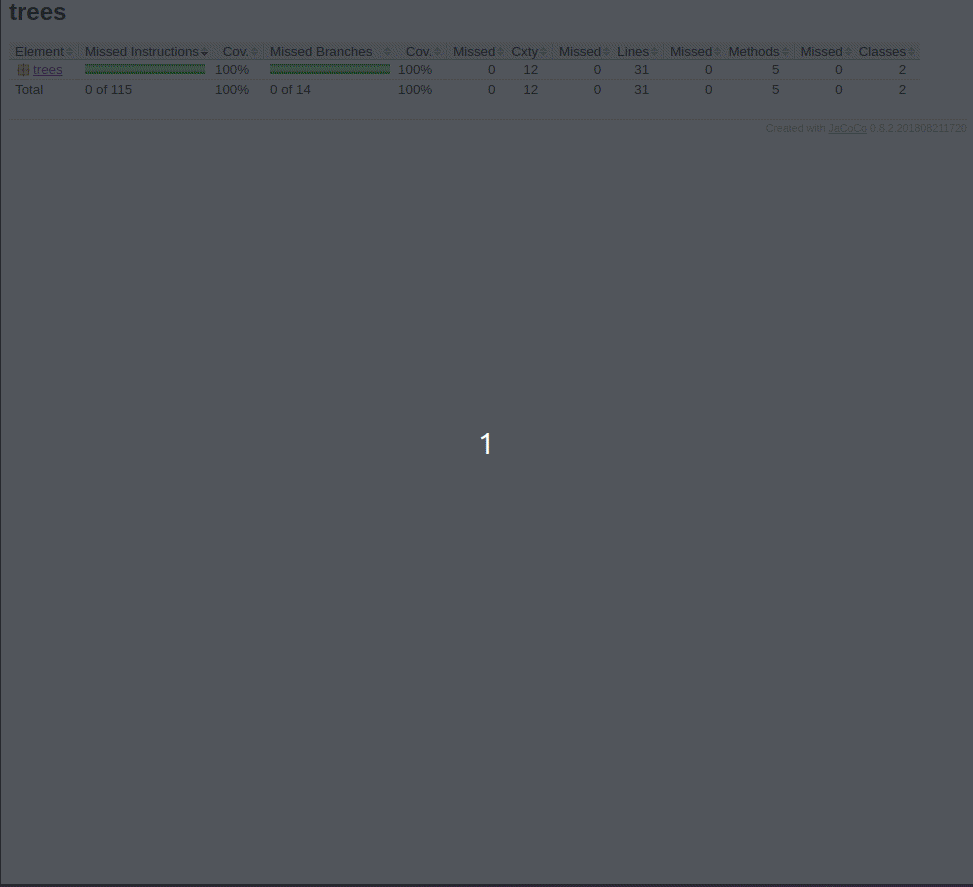 trees
Element Missed Instructions Cov. Missed Branches Cov. Missed Cxty Missed Lines Missed Methods Missed Classes
trees 100% 100% 0 12 0 31 0 5 0 2
Total 0 of 115 100% 0 of 14 100% 0 12 0 31 0 5 0 2
Created with JaCoCo 0.8.2.201808211720
1